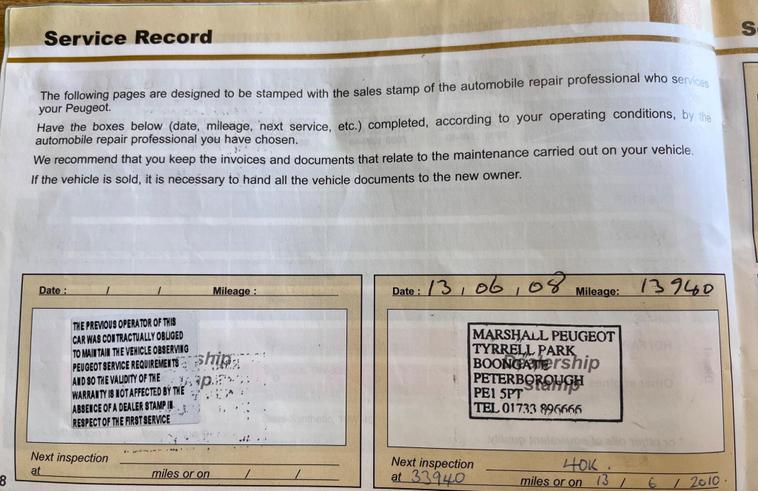 Service Record
S
The following pages are designed to be stamped with the sales stamp of the automobile repair professional who services
your Peugeot.
Have the boxes below (date, mileage, next service, etc.) completed, according to your operating conditions, by the
automobile repair professional you have chosen.
We recommend that you keep the invoices and documents that relate to the maintenance carried out on your vehicle.
If the vehicle is sold, it is necessary to hand all the vehicle documents to the new owner.
Date : / / Mileage :
THE PREVIOUS OPERATOR OF THIS
CAR WAS CONTRACTUALLY OBLIGED
TO MAINTAIN THE VEHICLE OBSERVING
PEUGEOT SERVICE REQUIREMENTS
AND SO THE VALIDITY OF THE
WARRANTY IS NOT AFFECTED BY THE
ABSENCE OF A DEALER STAMP IN
RESPECT OF THE FIRST SERVICE
ship
p
Next inspection
at miles or on / /
Date : 13 / 06 / 08 Mileage: 13940
MARSHALL PEUGEOT
TYRRELL PARK
BOONGATE
PETERBOROUGH
PE1 5PT
TEL 01733 896666
Dealership
stamp
Next inspection 40K.
at 33940 miles or on 13 / 6 / 2010.
8